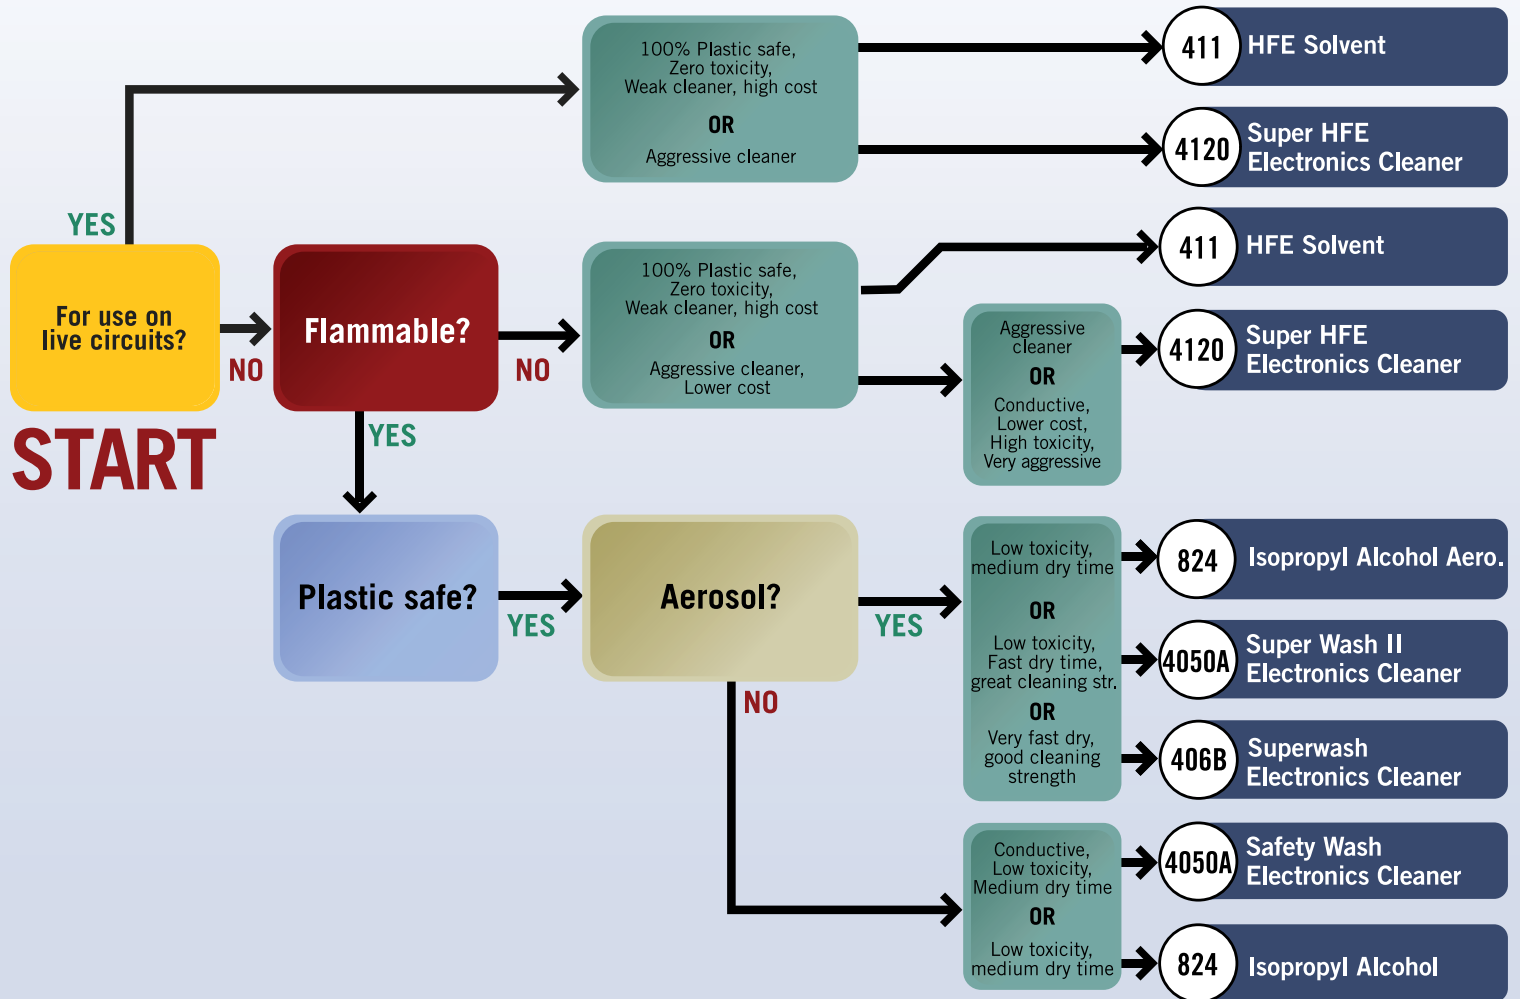 100% Plastic safe,
Zero toxicity,
Weak cleaner, high cost
OR
Aggressive cleaner
411
HFE Solvent
4120
Super HFE
Electronics Cleaner
YES
For use on
live circuits?
NO
START
Flammable?
NO
YES
100% Plastic safe,
Zero toxicity,
Weak cleaner, high cost
OR
Aggressive cleaner,
Lower cost
411
HFE Solvent
Aggressive
cleaner
OR
Conductive,
Lower cost,
High toxicity,
Very aggressive
4120
Super HFE
Electronics Cleaner
Plastic safe?
YES
Aerosol?
YES
NO
Low toxicity,
medium dry time
OR
Low toxicity,
Fast dry time,
great cleaning str.
OR
Very fast dry,
good cleaning
strength
824
Isopropyl Alcohol Aero.
4050A
Super Wash II
Electronics Cleaner
406B
Superwash
Electronics Cleaner
Conductive,
Low toxicity,
Medium dry time
OR
Low toxicity,
medium dry time
4050A
Safety Wash
Electronics Cleaner
824
Isopropyl Alcohol